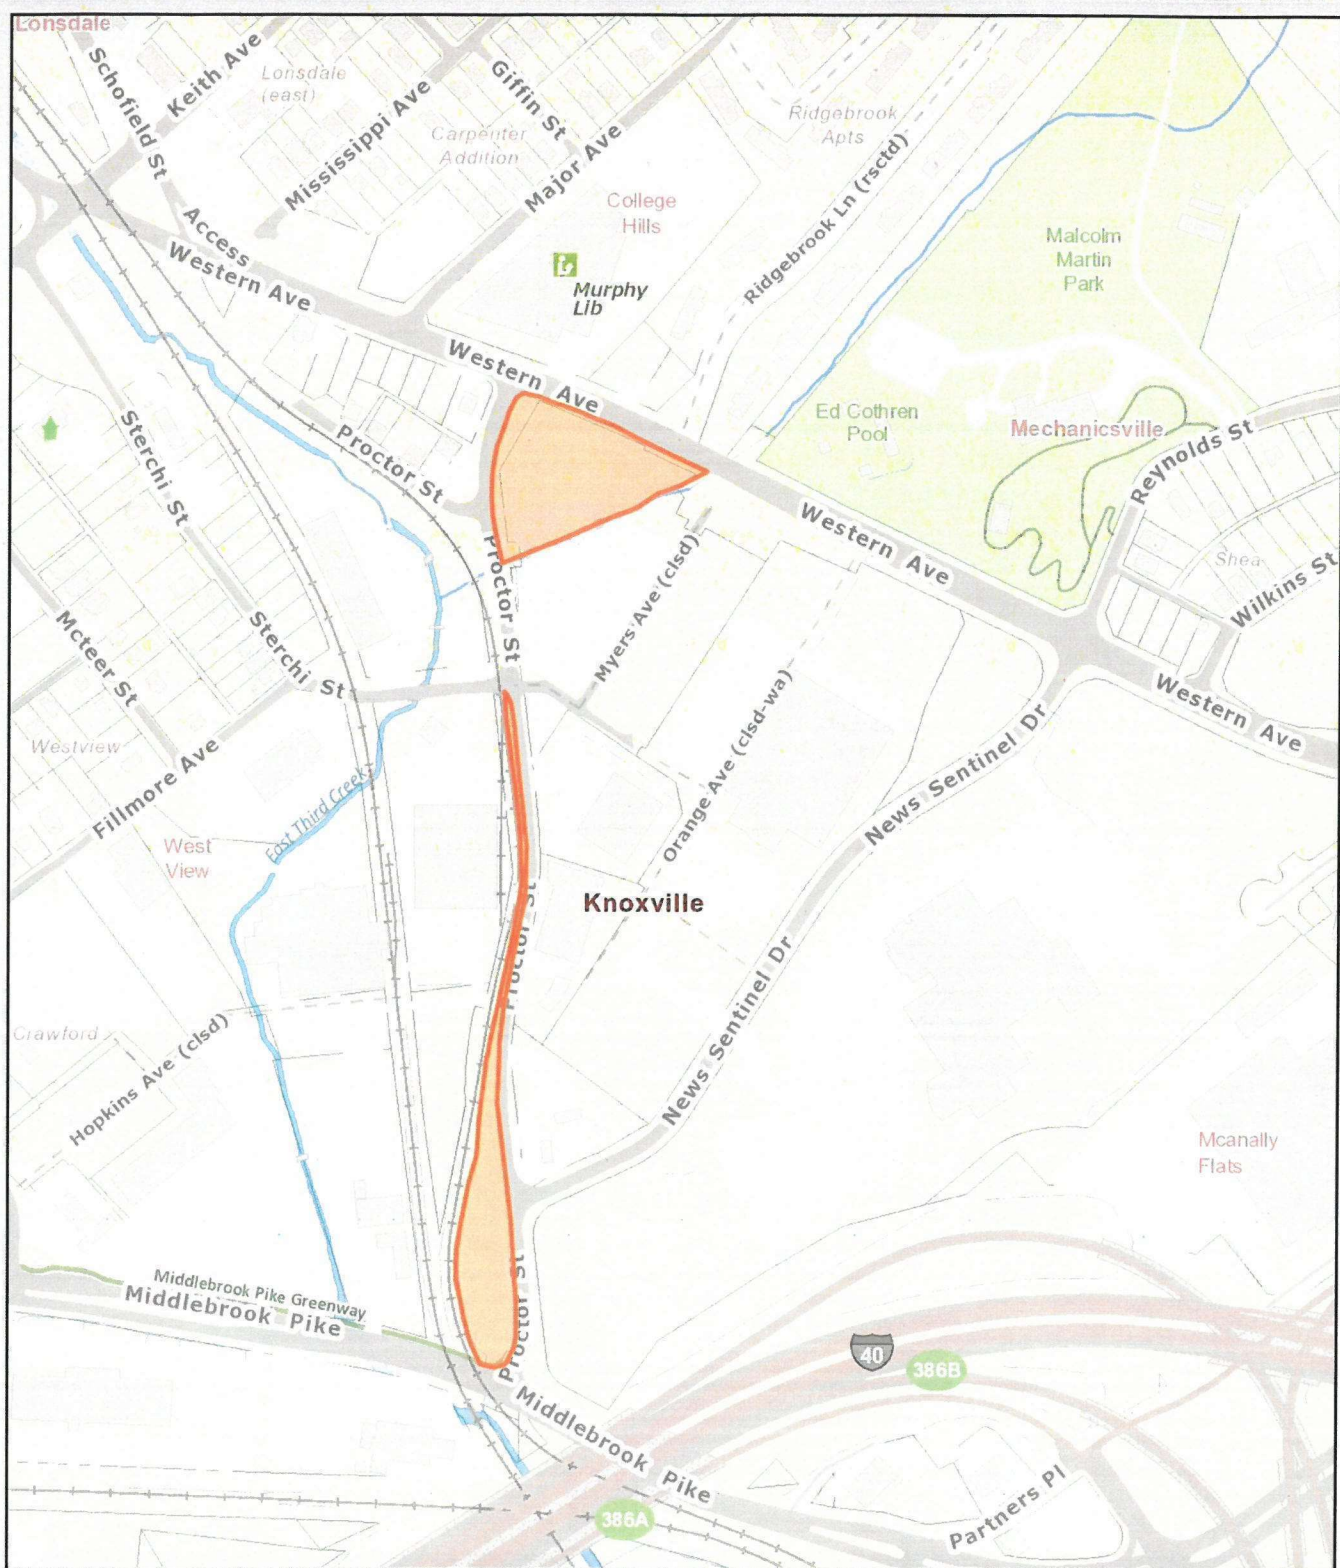 Lonsdale
Schofield St
Keith Ave
Lonsdale
(east)
Mississippi Ave
Giffin St
Carpenter
Addition
Major Ave
Ridgebrook
Apts
Ridgebrook Ln (rsctd)
College
Hills
Malcolm
Martin
Park
Access
Western Ave
Murphy
Lib
Western Ave
Ed Cothren
Pool
Mechanicsville
Reynolds St
Sterchi St
Proctor St
Western Ave
Shea
Wilkins St
Proctor St
Myers Ave (clsd)
Mcteer St
Sterchi St
Orange Ave (clsd-wa)
Western Ave
Westview
Fillmore Ave
East Third Creek
News Sentinel Dr
West
View
Knoxville
Proctor St
News Sentinel Dr
Crawford
Hopkins Ave (clsd)
Mcanally
Flats
Proctor St
Middlebrook Pike Greenway
Middlebrook Pike
40
386B
Middlebrook Pike
386A
Partners Pl